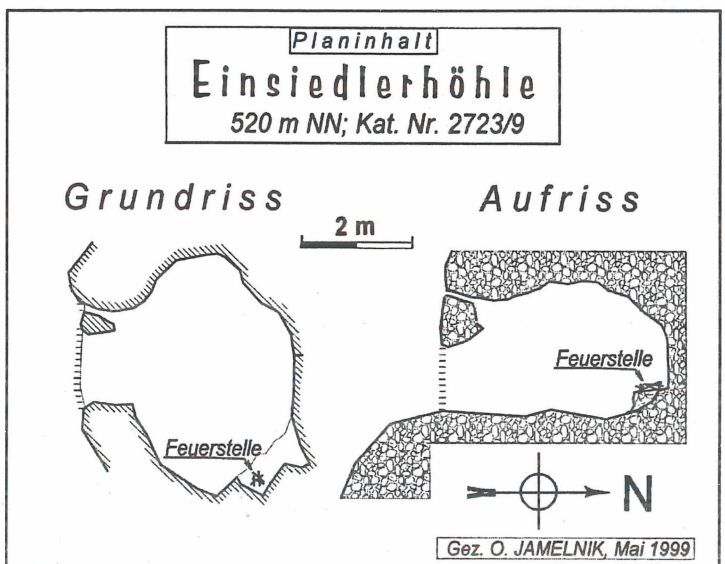 Planinhalt
Einsiedlerhöhle
520 m NN; Kat. Nr. 2723/9
Grundriss
Aufriss
2 m
Feuerstelle
Feuerstelle
N
Gez. O. JAMELNIK, Mai 1999